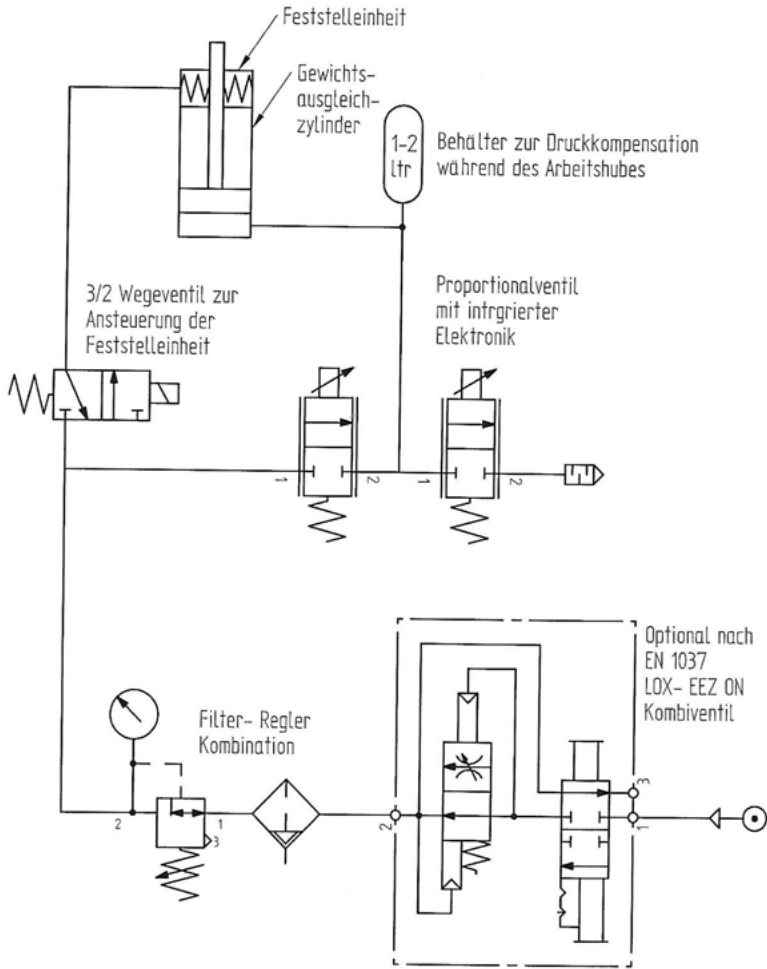 Feststelleinheit
Gewichts-
ausgleich-
zylinder
1-2
ltr
Behälter zur Druckkompensation
während des Arbeitshubes
3/2 Wegeventil zur
Ansteuerung der
Feststelleinheit
Proportionalventil
mit intrgrierter
Elektronik
1
2
1
2
Optional nach
EN 1037
LOX- EEZ ON
Kombiventil
Filter- Regler
Kombination
2
1
3
2
3
1